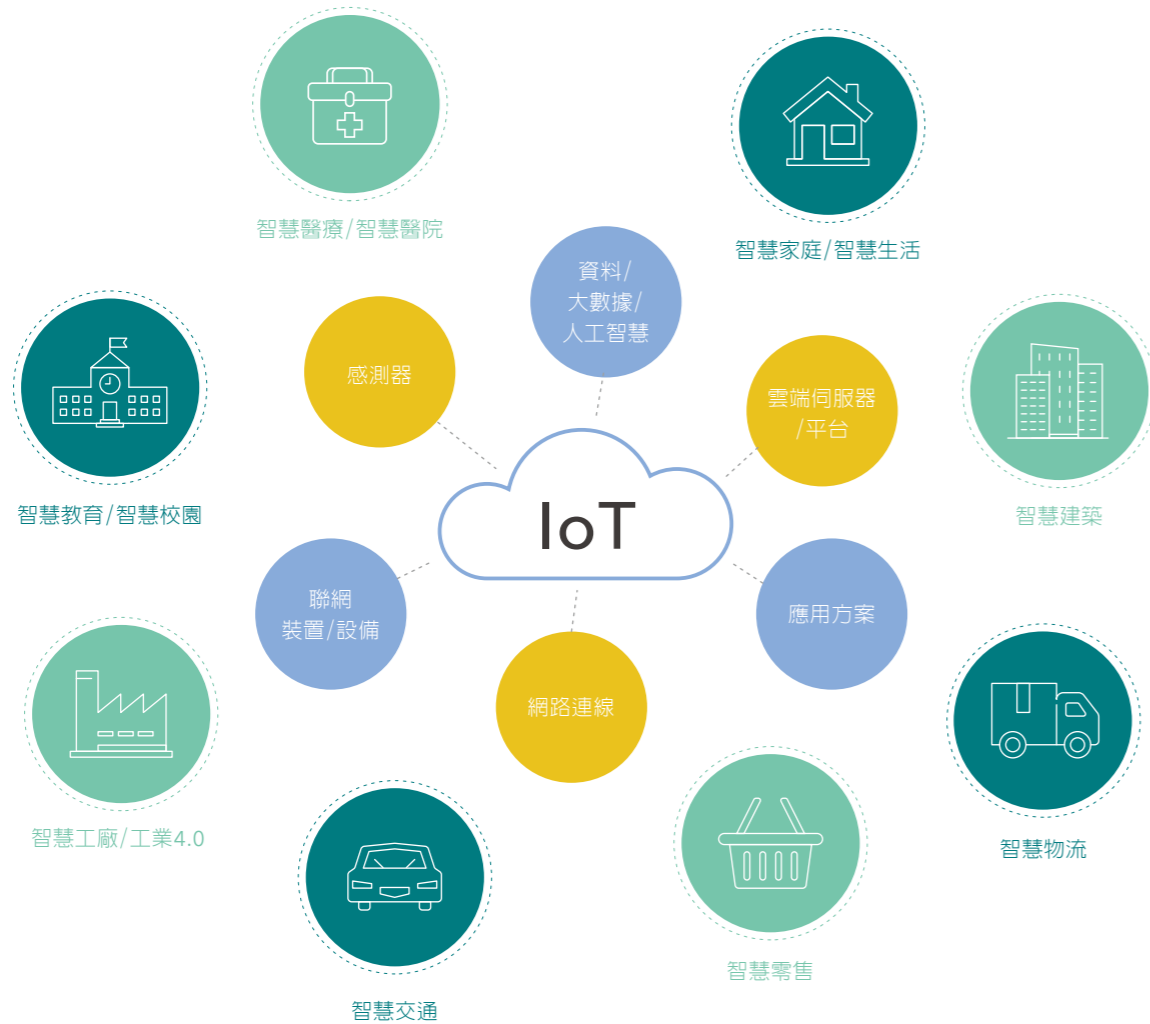 智慧醫療/智慧醫院
智慧家庭/智慧生活
資料/
大數據/
人工智慧
感測器
雲端伺服器
/平台
IoT
智慧教育/智慧校園
智慧建築
聯網
裝置/設備
應用方案
網路連線
智慧工廠/工業4.0
智慧物流
智慧零售
智慧交通